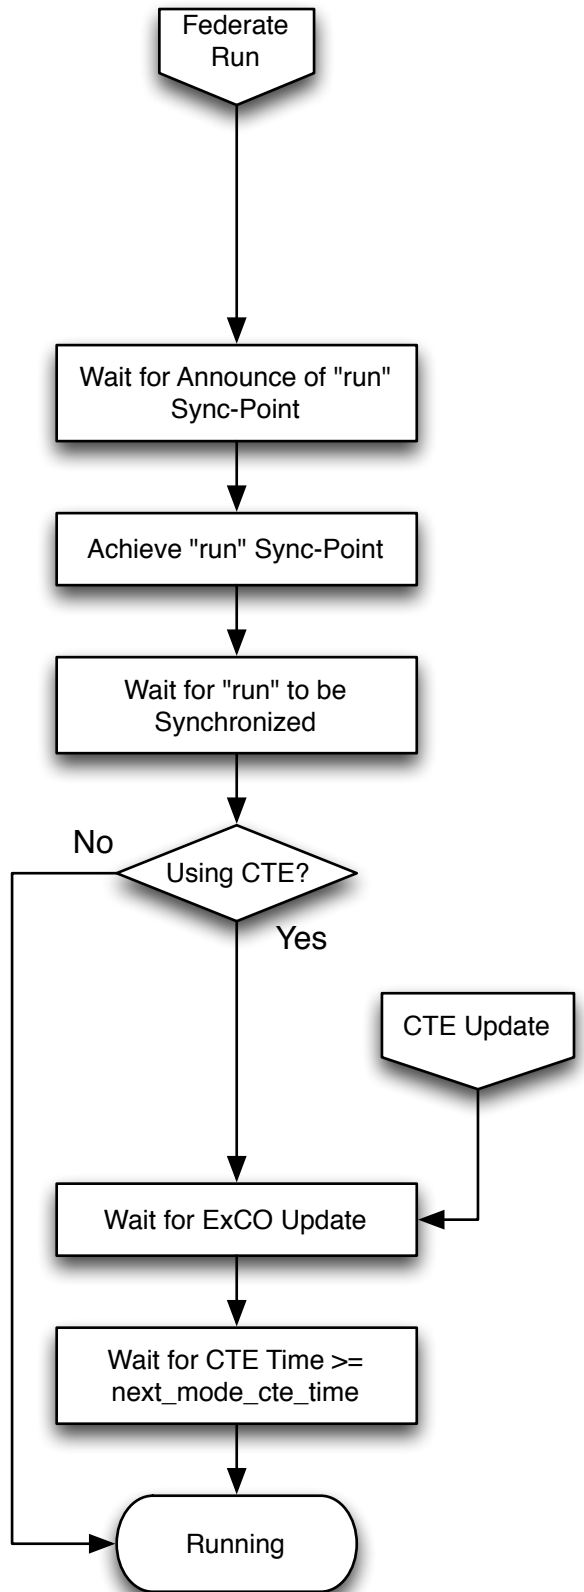 Federate
Run
Wait for Announce of "run"
Sync-Point
Achieve "run" Sync-Point
Wait for "run" to be
Synchronized
No
Using CTE?
Yes
CTE Update
Wait for ExCO Update
Wait for CTE Time >=
next_mode_cte_time
Running